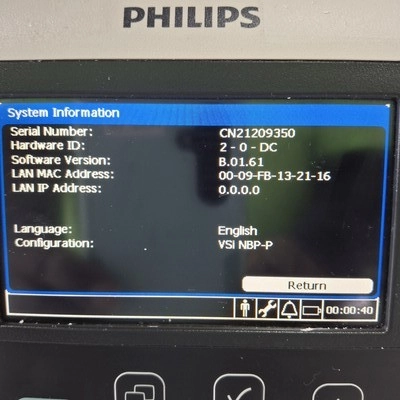 PHILIPS
System Information
Serial Number: CN21209350
Hardware ID: 2 - 0 - DC
Software Version: B.01.61
LAN MAC Address: 00-09-FB-13-21-16
LAN IP Address: 0.0.0.0
Language: English
Configuration: VSi NBP-P
Return
00:00:40